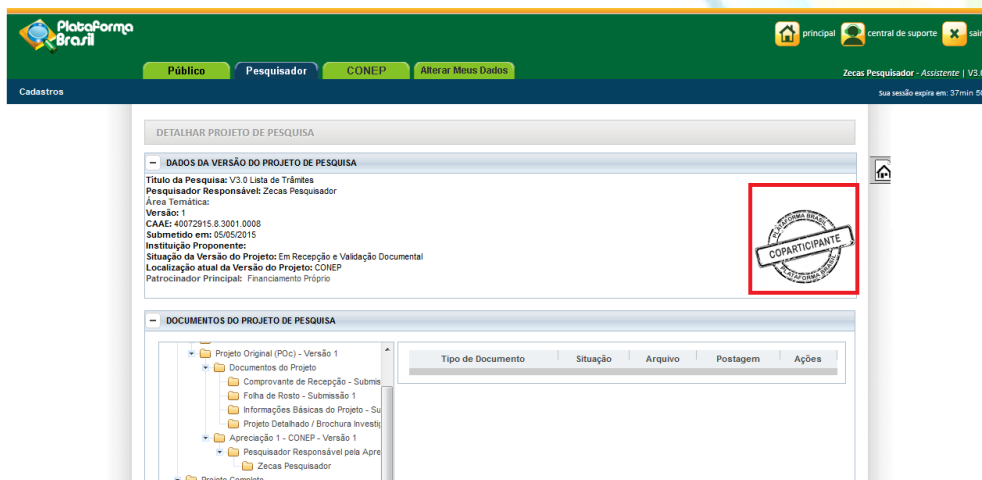 Plataforma
Brasil
principal
central de suporte
sair
Público
Pesquisador
CONEP
Alterar Meus Dados
Zecas Pesquisador - Assistente | V3.0
Cadastros
Sua sessão expira em: 37min 50
DETALHAR PROJETO DE PESQUISA
DADOS DA VERSÃO DO PROJETO DE PESQUISA
Título da Pesquisa: V3.0 Lista de Trâmites
Pesquisador Responsável: Zecas Pesquisador
Área Temática:
Versão: 1
CAAE: 40072915.8.3001.0008
Submetido em: 05/05/2015
Instituição Proponente:
Situação da Versão do Projeto: Em Recepção e Validação Documental
Localização atual da Versão do Projeto: CONEP
Patrocinador Principal: Financiamento Próprio
PLATAFORMA BRASIL
COPARTICIPANTE
PLATAFORMA BRASIL
DOCUMENTOS DO PROJETO DE PESQUISA
Projeto Original (POc) - Versão 1
Documentos do Projeto
Comprovante de Recepção - Submis
Folha de Rosto - Submissão 1
Informações Básicas do Projeto - Su
Projeto Detalhado / Brochura Investig
Apreciação 1 - CONEP - Versão 1
Pesquisador Responsável pela Apre
Zecas Pesquisador
Projeto Completo
Tipo de Documento
Situação
Arquivo
Postagem
Ações